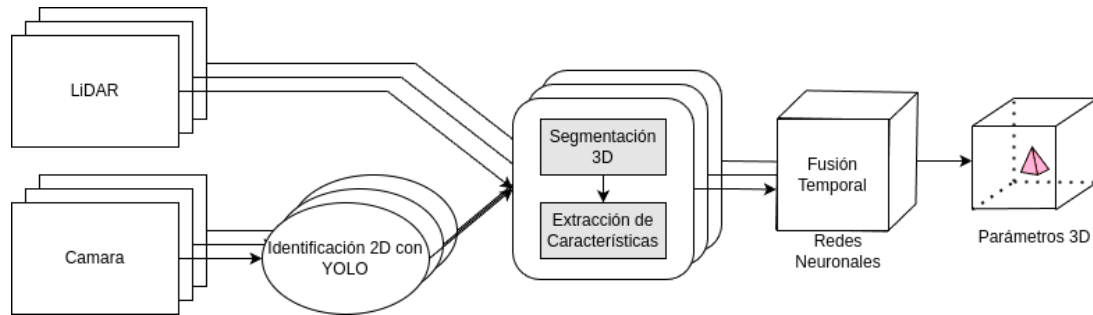 LiDAR
Camara
Identificación 2D con
YOLO
Segmentación
3D
Extracción de
Características
Fusión
Temporal
Redes
Neuronales
Parámetros 3D